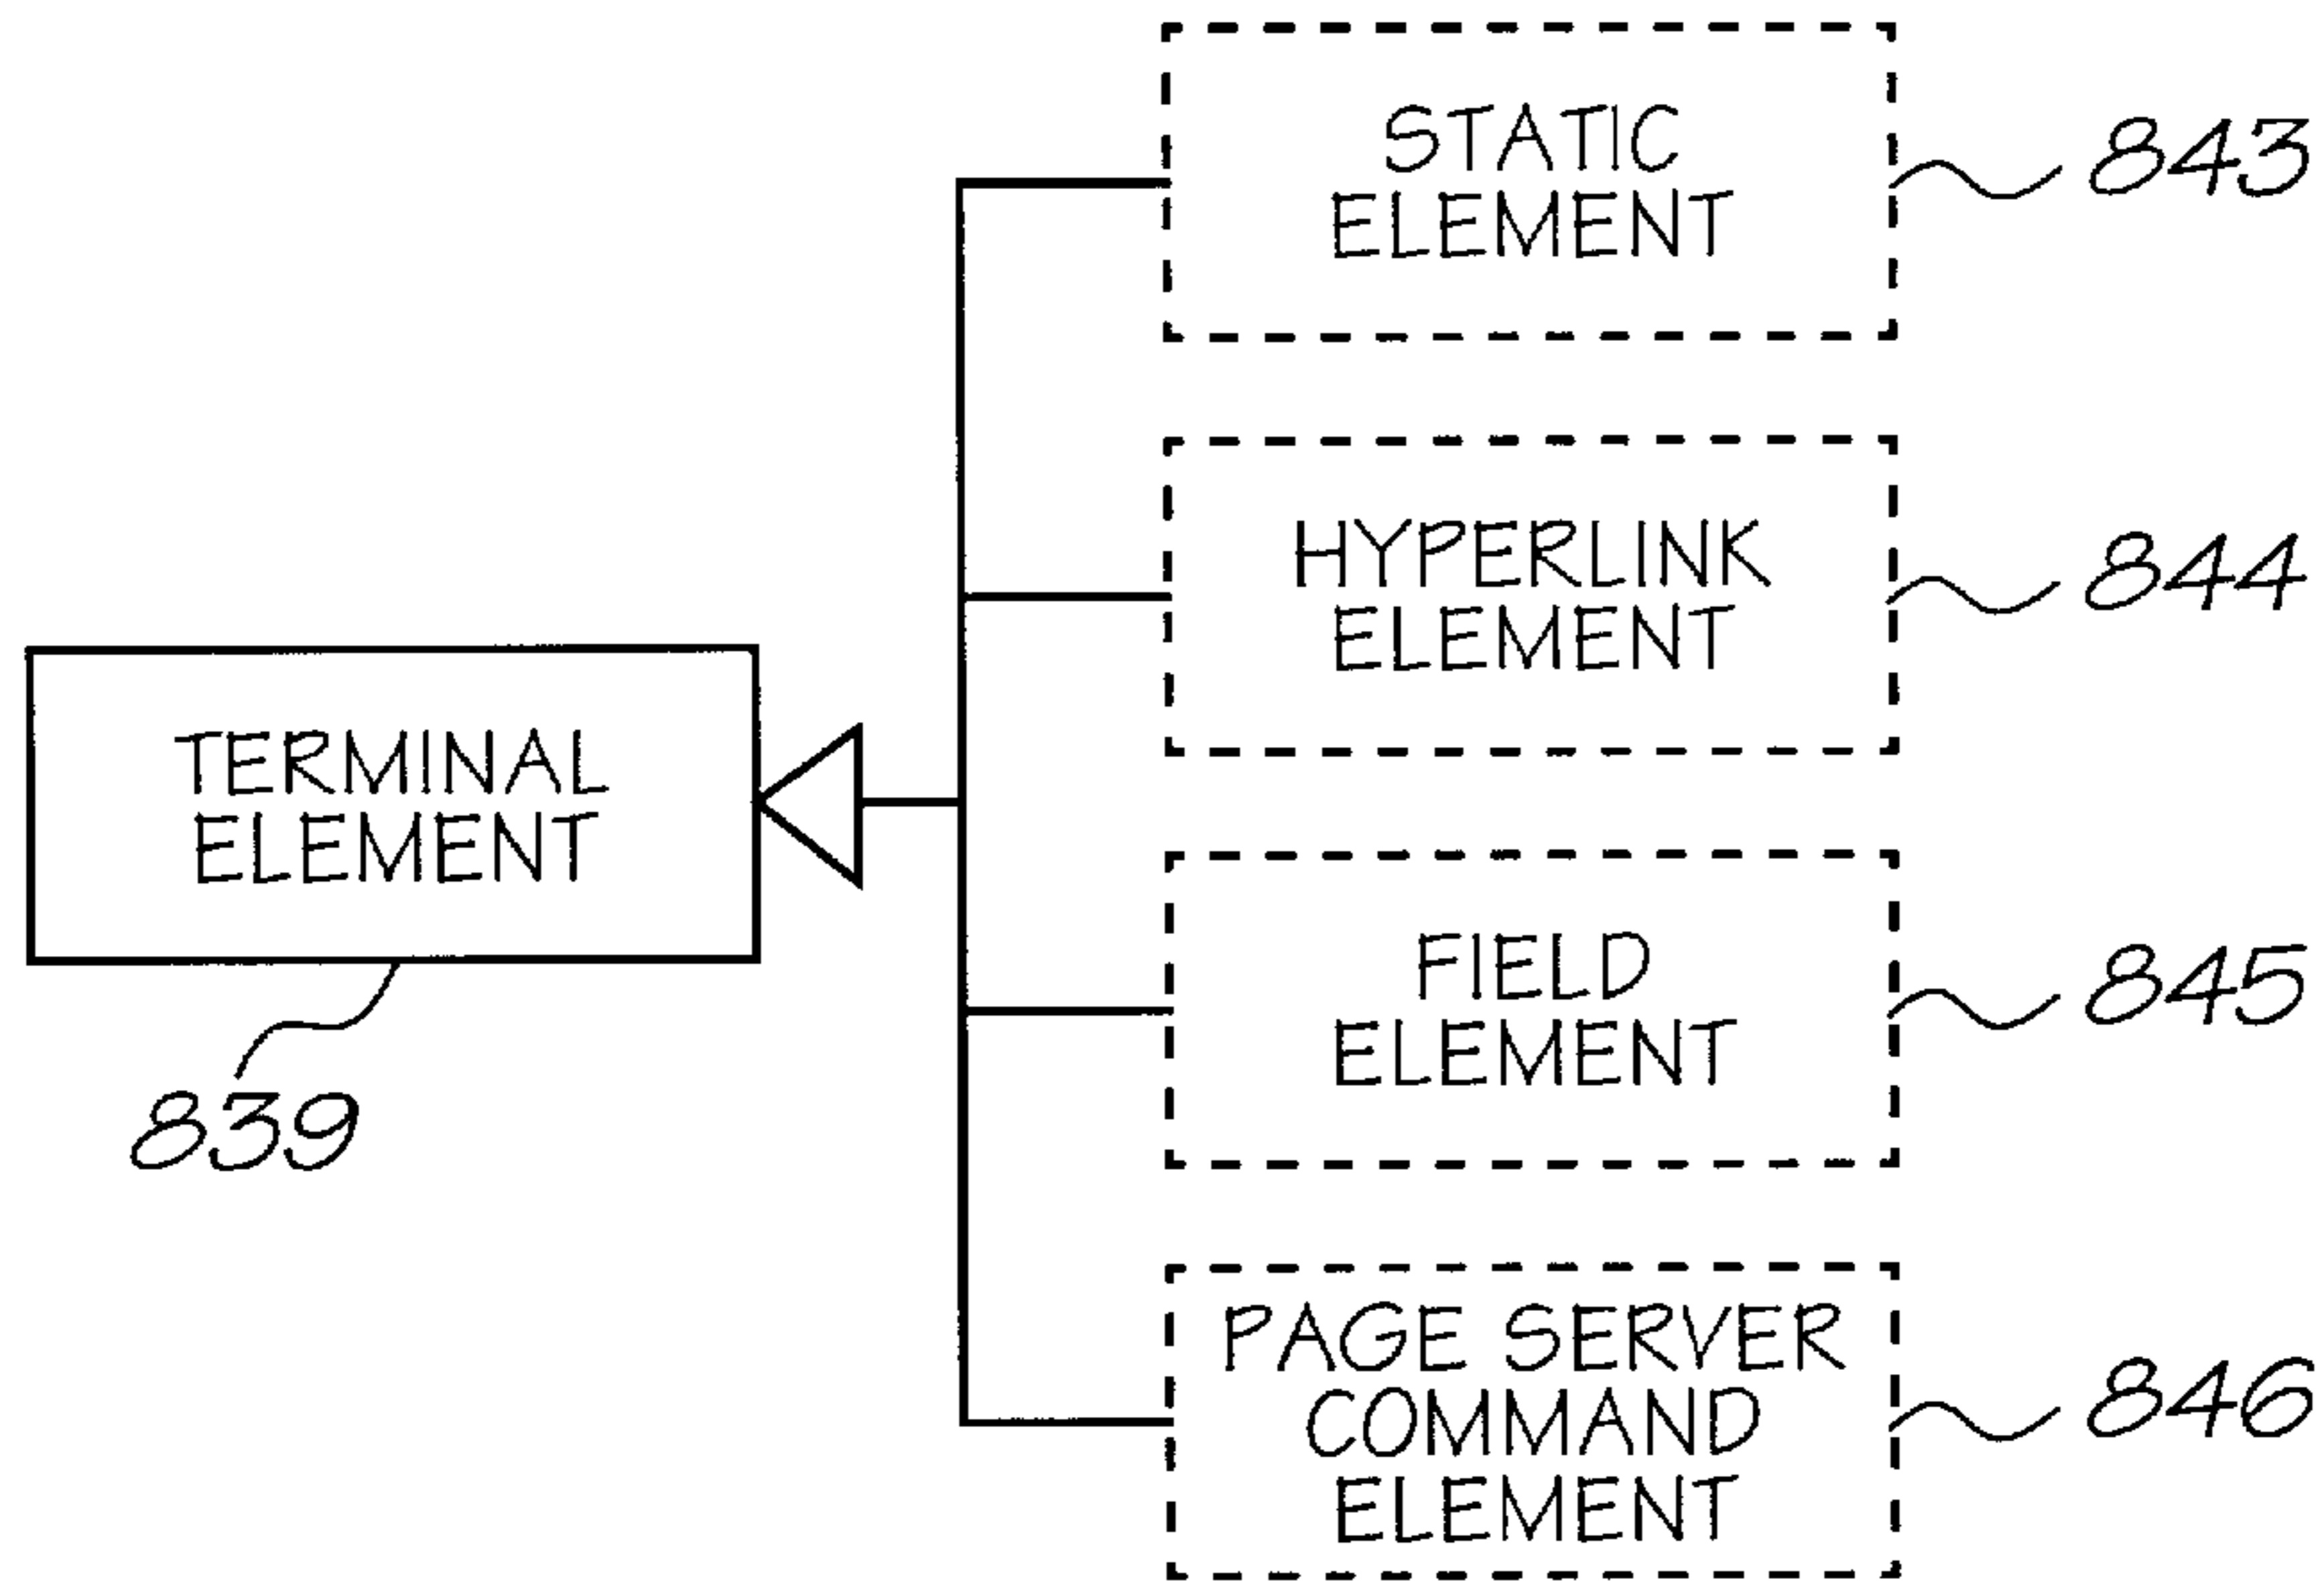 STATIC
ELEMENT
843
HYPERLINK
ELEMENT
844
TERMINAL
ELEMENT
839
FIELD
ELEMENT
845
PAGE SERVER
COMMAND
ELEMENT
846